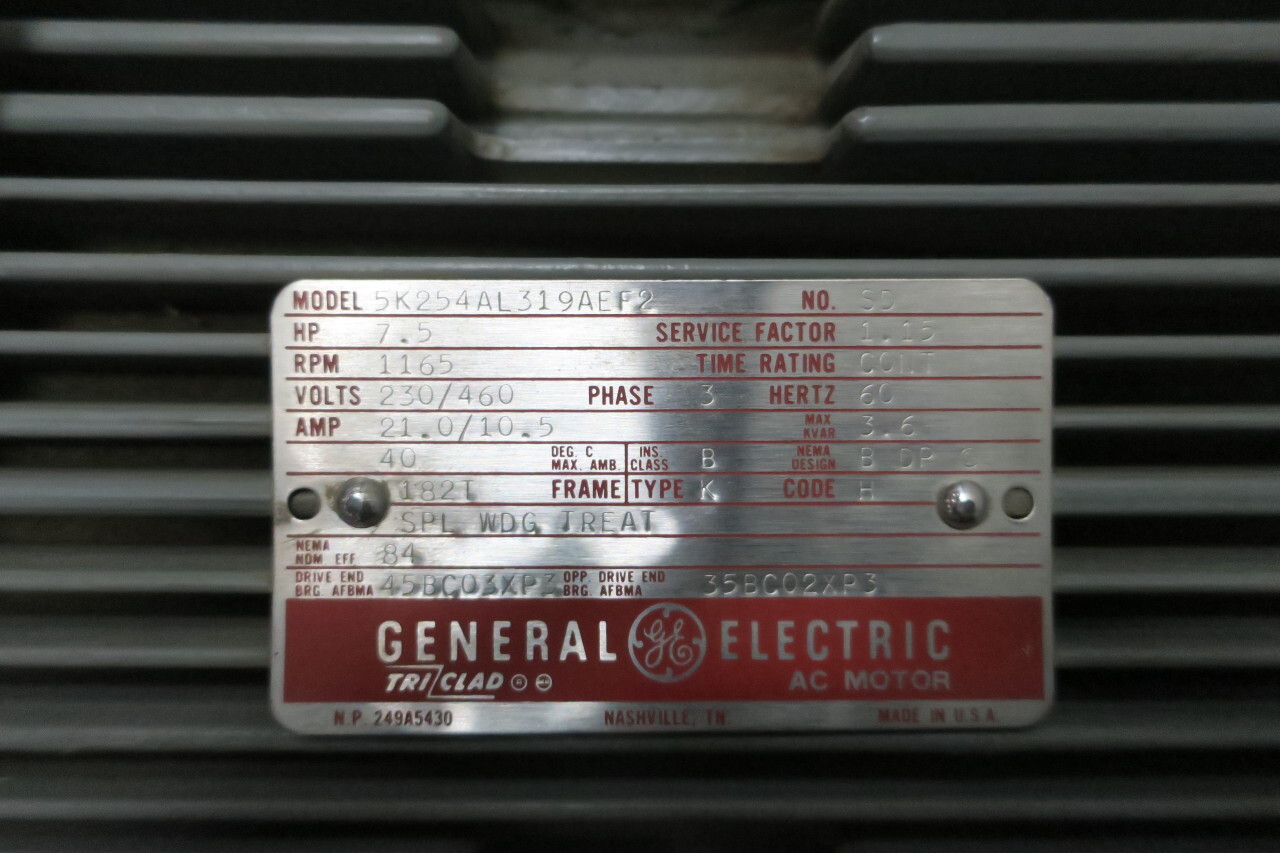 MODEL 5K254AL319AEF2 NO. SD
HP 7.5 SERVICE FACTOR 1.15
RPM 1165 TIME RATING CONT
VOLTS 230/460 PHASE 3 HERTZ 60
AMP 21.0/10.5 MAX KVAR 3.6
40 DEG. C MAX. AMB. INS. CLASS B NEMA DESIGN B DP
182T FRAME TYPE K CODE H
SPL WDG TREAT
NEMA NOM EFF 84
DRIVE END BRG. AFBMA 45BC03XP3 OPP. DRIVE END BRG. AFBMA 35BC02XP3
GENERAL GE ELECTRIC
TRI CLAD ® AC MOTOR
N.P. 249A5430 NASHVILLE, TN MADE IN U.S.A